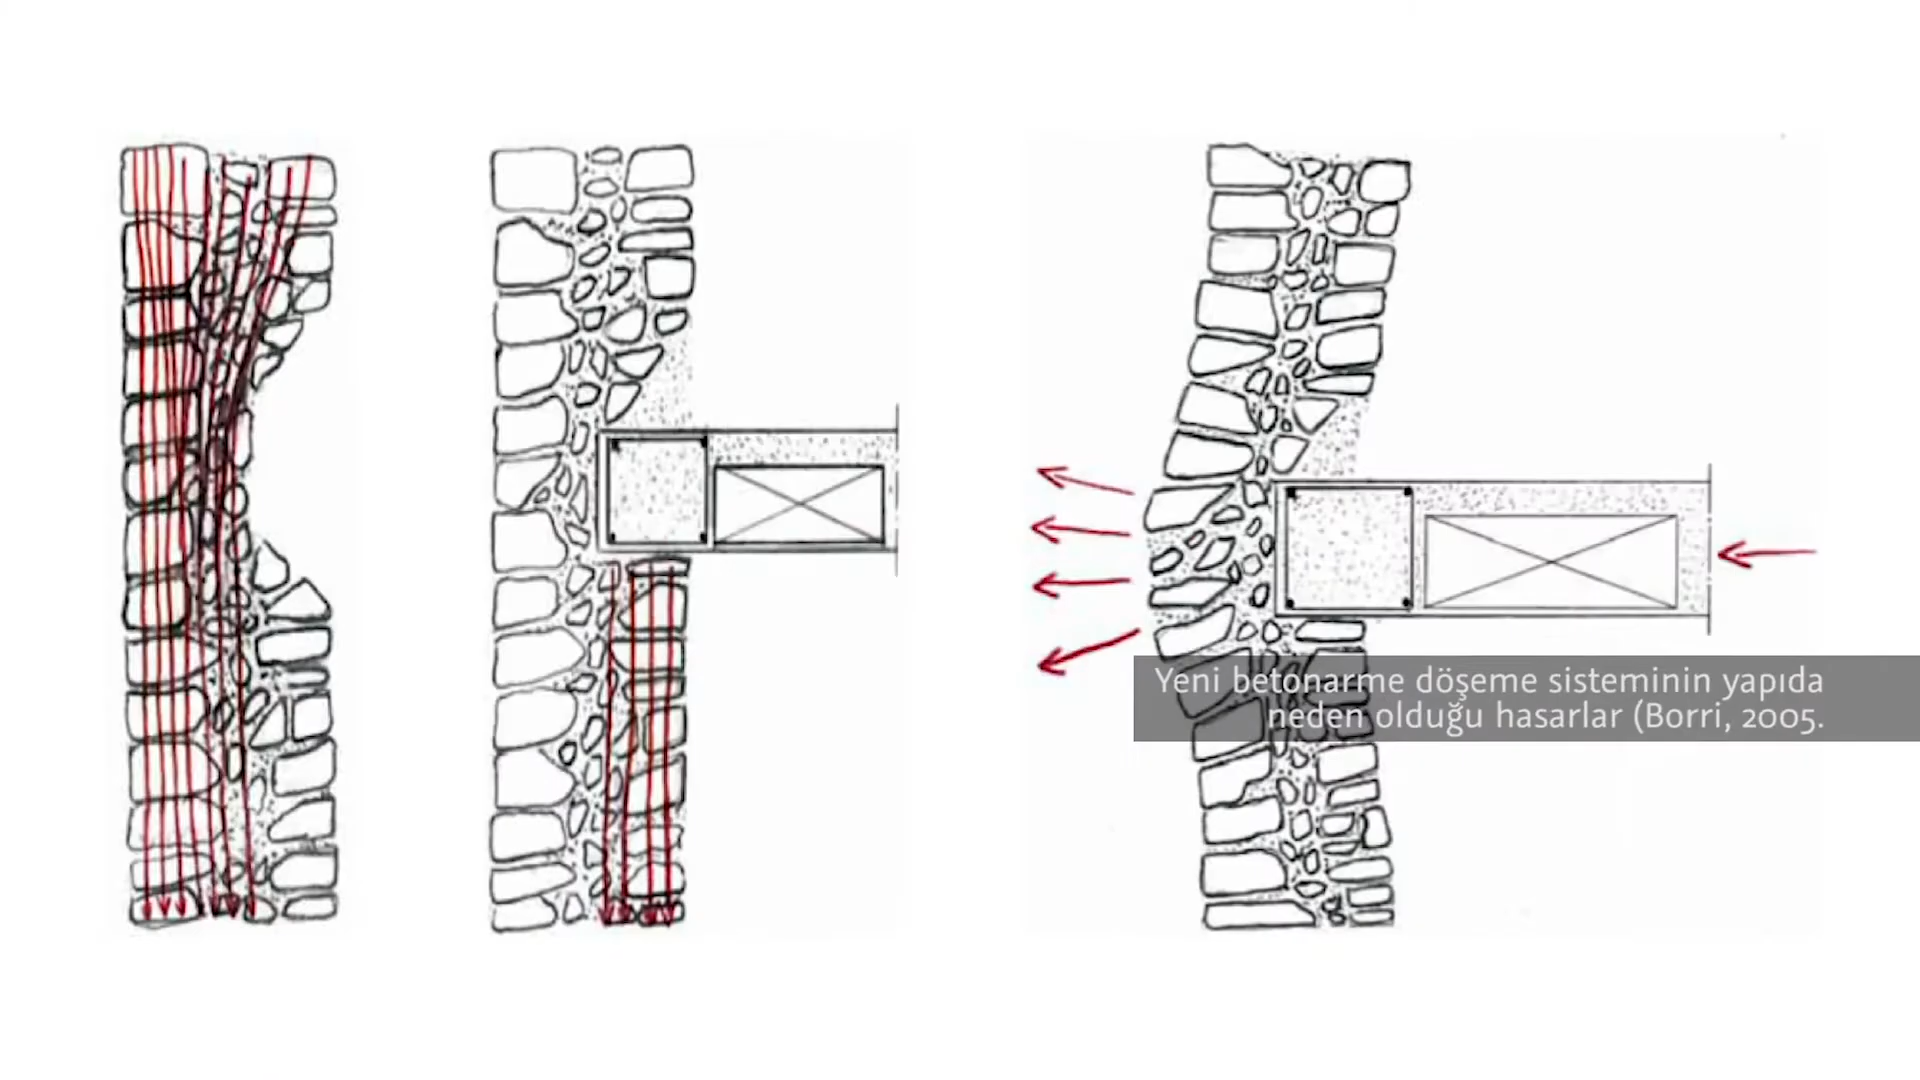 Yeni betonarme döşeme sisteminin yapıda
neden olduğu hasarlar (Borri, 2005.